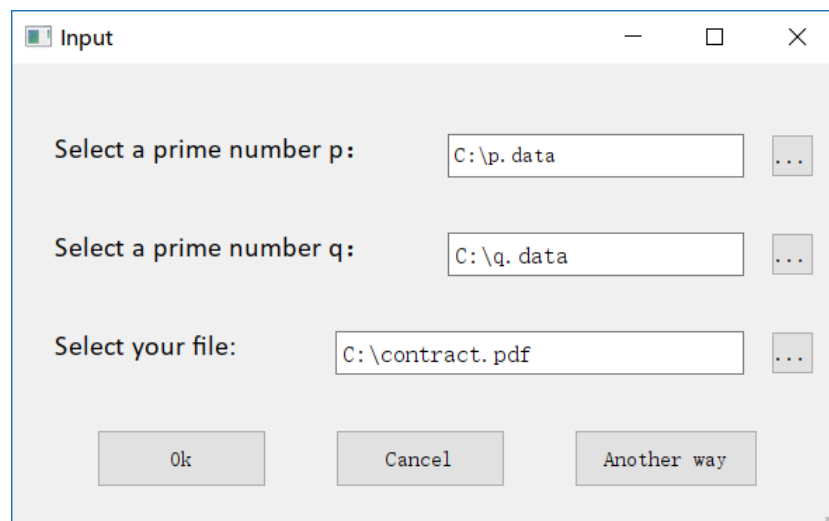 Input
Select a prime number p： C:\p.data ...
Select a prime number q： C:\q.data ...
Select your file: C:\contract.pdf ...
Ok Cancel Another way